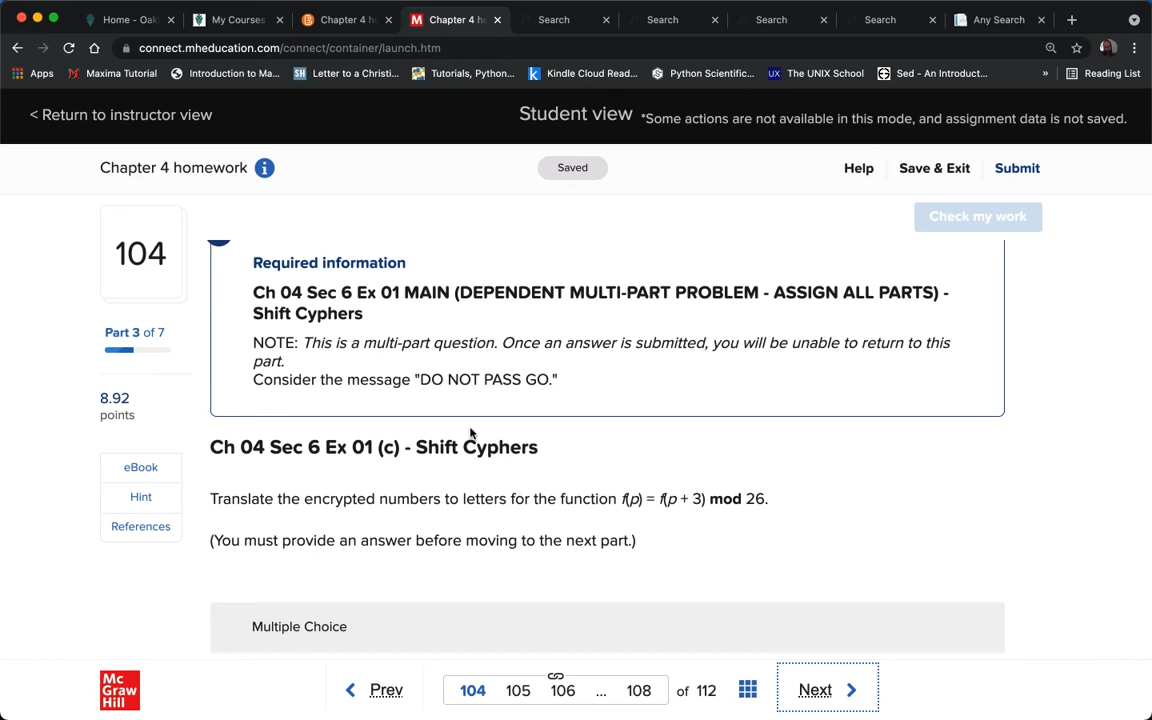 Home - Oak
My Courses
Chapter 4 ho
Chapter 4 ho
Search
Search
Search
Search
Any Search
connect.mheducation.com/connect/container/launch.htm
Apps
Maxima Tutorial
Introduction to Ma...
Letter to a Christi...
Tutorials, Python...
Kindle Cloud Read...
Python Scientific...
The UNIX School
Sed - An Introduct...
»
Reading List
< Return to instructor view
Student view *Some actions are not available in this mode, and assignment data is not saved.
Chapter 4 homework
Saved
Help
Save & Exit
Submit
Check my work
104
Part 3 of 7
8.92
points
eBook
Hint
References
Required information
Ch 04 Sec 6 Ex 01 MAIN (DEPENDENT MULTI-PART PROBLEM - ASSIGN ALL PARTS) -
Shift Cyphers
NOTE: This is a multi-part question. Once an answer is submitted, you will be unable to return to this
part.
Consider the message "DO NOT PASS GO."
Ch 04 Sec 6 Ex 01 (c) - Shift Cyphers
Translate the encrypted numbers to letters for the function f(p) = f(p + 3) mod 26.
(You must provide an answer before moving to the next part.)
Multiple Choice
Mc
Graw
Hill
Prev
104 105 106 ... 108 of 112
Next